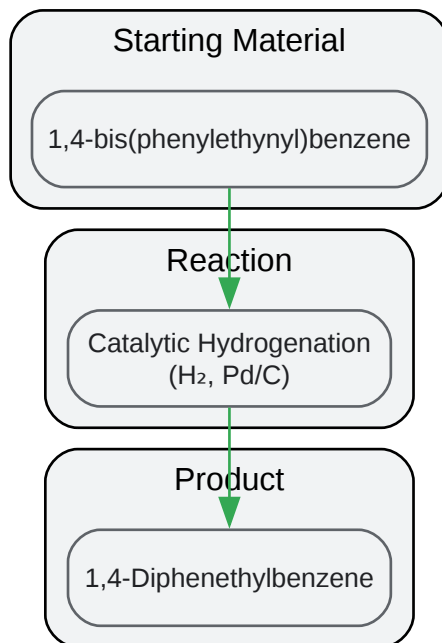 Starting Material
1,4-bis(phenylethynyl)benzene
Reaction
Catalytic Hydrogenation
(H₂, Pd/C)
Product
1,4-Diphenethylbenzene